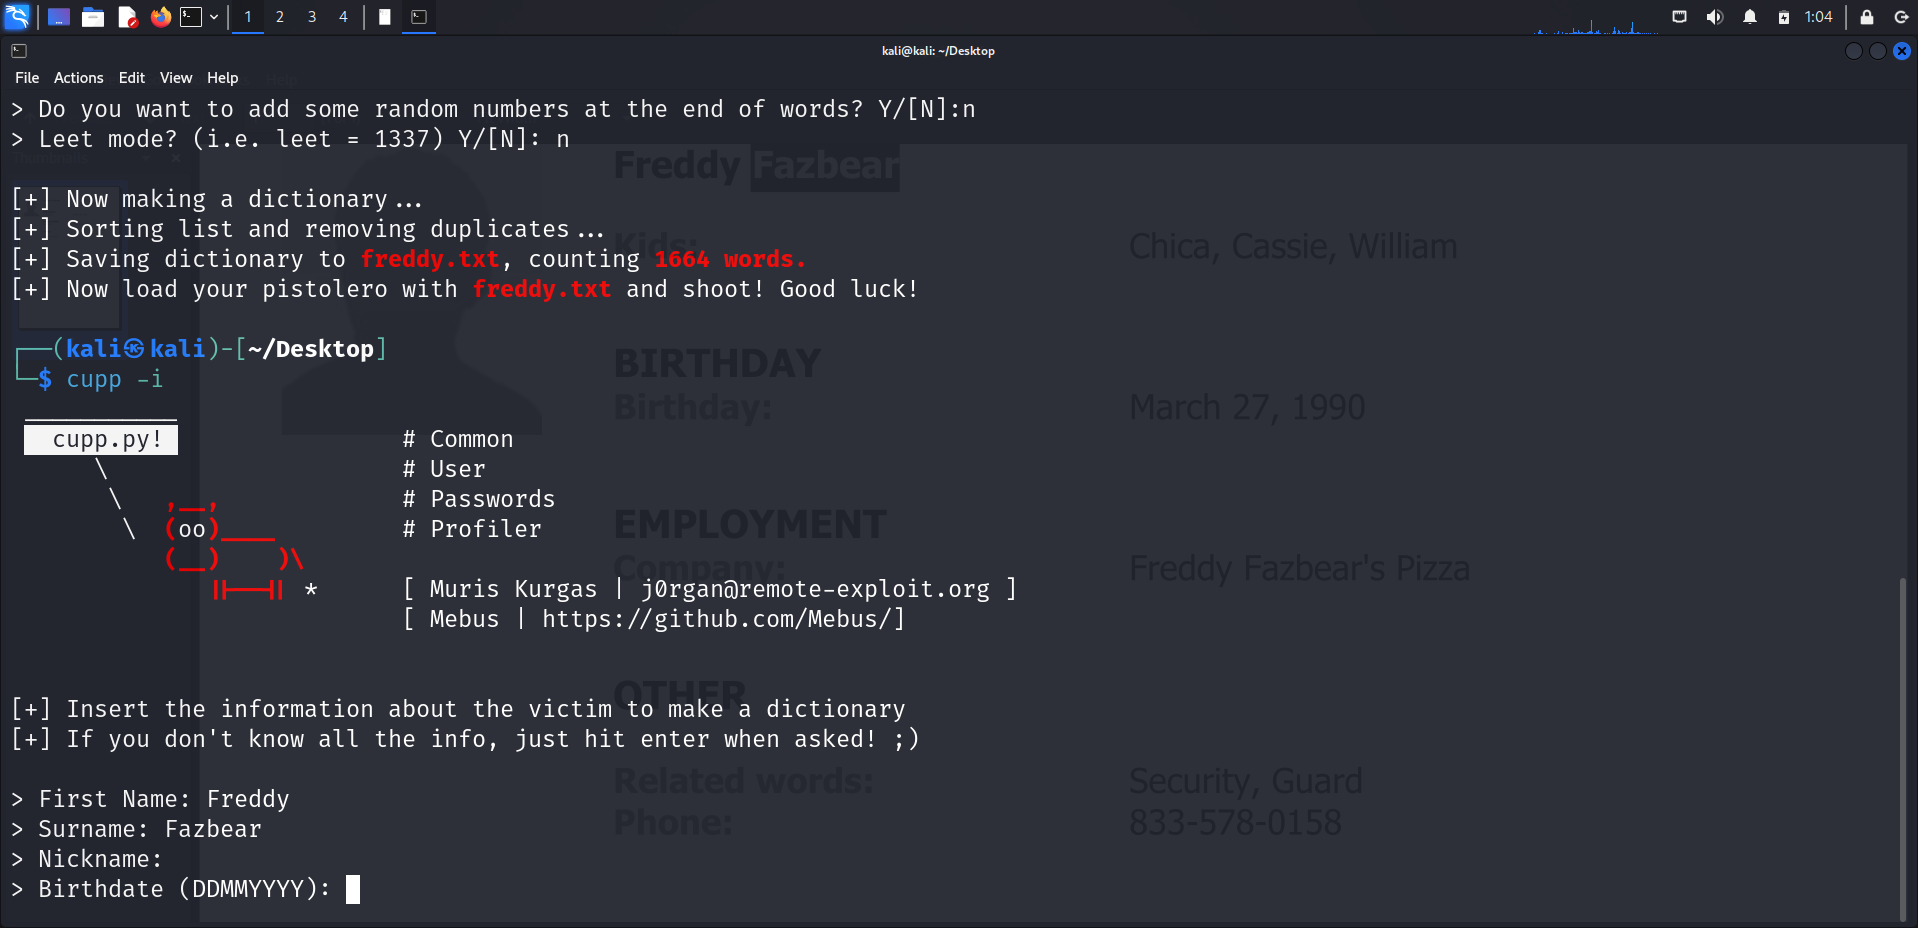 1 2 3 4 1:04
kali@kali: ~/Desktop
File Actions Edit View Help
> Do you want to add some random numbers at the end of words? Y/[N]:n
> Leet mode? (i.e. leet = 1337) Y/[N]: n
Freddy Fazbear
[+] Now making a dictionary...
[+] Sorting list and removing duplicates...
Kids: Chica, Cassie, William
[+] Saving dictionary to freddy.txt, counting 1664 words.
[+] Now load your pistolero with freddy.txt and shoot! Good luck!
(kali㉿kali)-[~/Desktop]
BIRTHDAY
$ cupp -i
Birthday: March 27, 1990
cupp.py! # Common
# User
# Passwords
(oo) # Profiler
EMPLOYMENT
Company: Freddy Fazbear's Pizza
* [ Muris Kurgas | j0rgan@remote-exploit.org ]
[ Mebus | https://github.com/Mebus/]
OTHER
[+] Insert the information about the victim to make a dictionary
[+] If you don't know all the info, just hit enter when asked! ;)
Related words: Security, Guard
> First Name: Freddy
Phone: 833-578-0158
> Surname: Fazbear
> Nickname:
> Birthdate (DDMMYYYY):